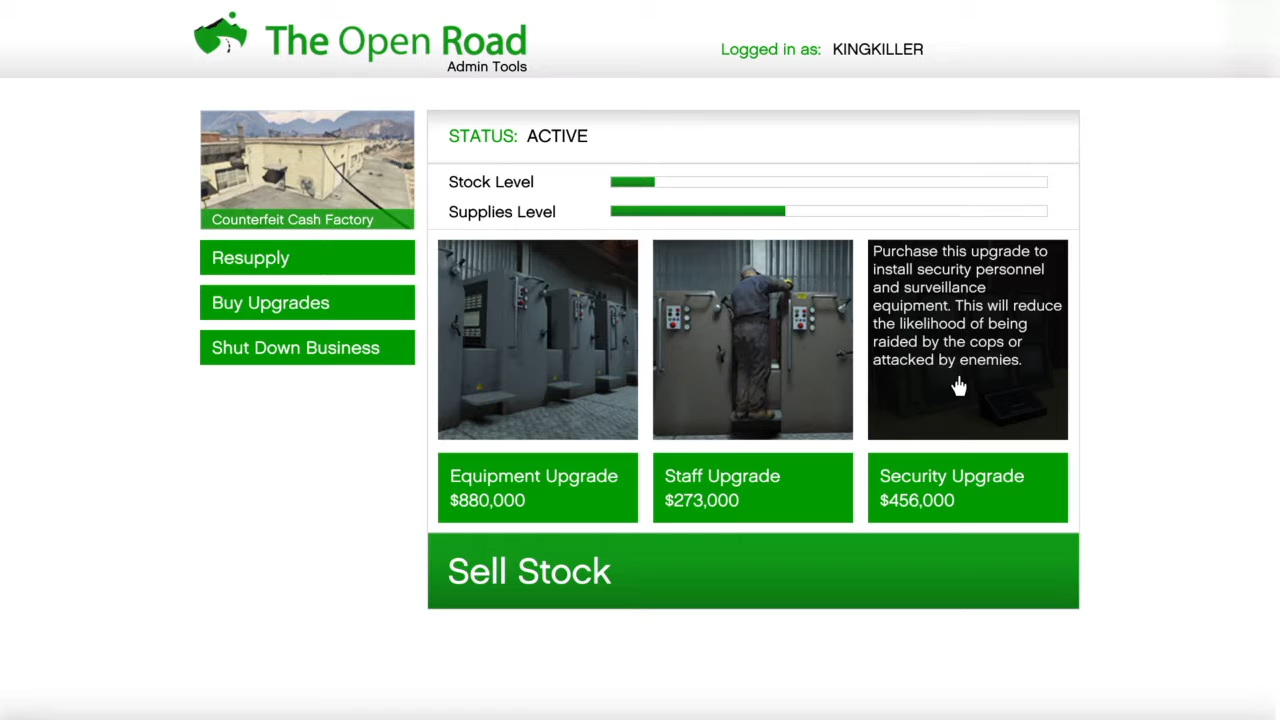 The Open Road
Admin Tools
Logged in as: KINGKILLER
Counterfeit Cash Factory
Resupply
Buy Upgrades
Shut Down Business
STATUS: ACTIVE
Stock Level
Supplies Level
Purchase this upgrade to
install security personnel
and surveillance
equipment. This will reduce
the likelihood of being
raided by the cops or
attacked by enemies.
Equipment Upgrade
$880,000
Staff Upgrade
$273,000
Security Upgrade
$456,000
Sell Stock